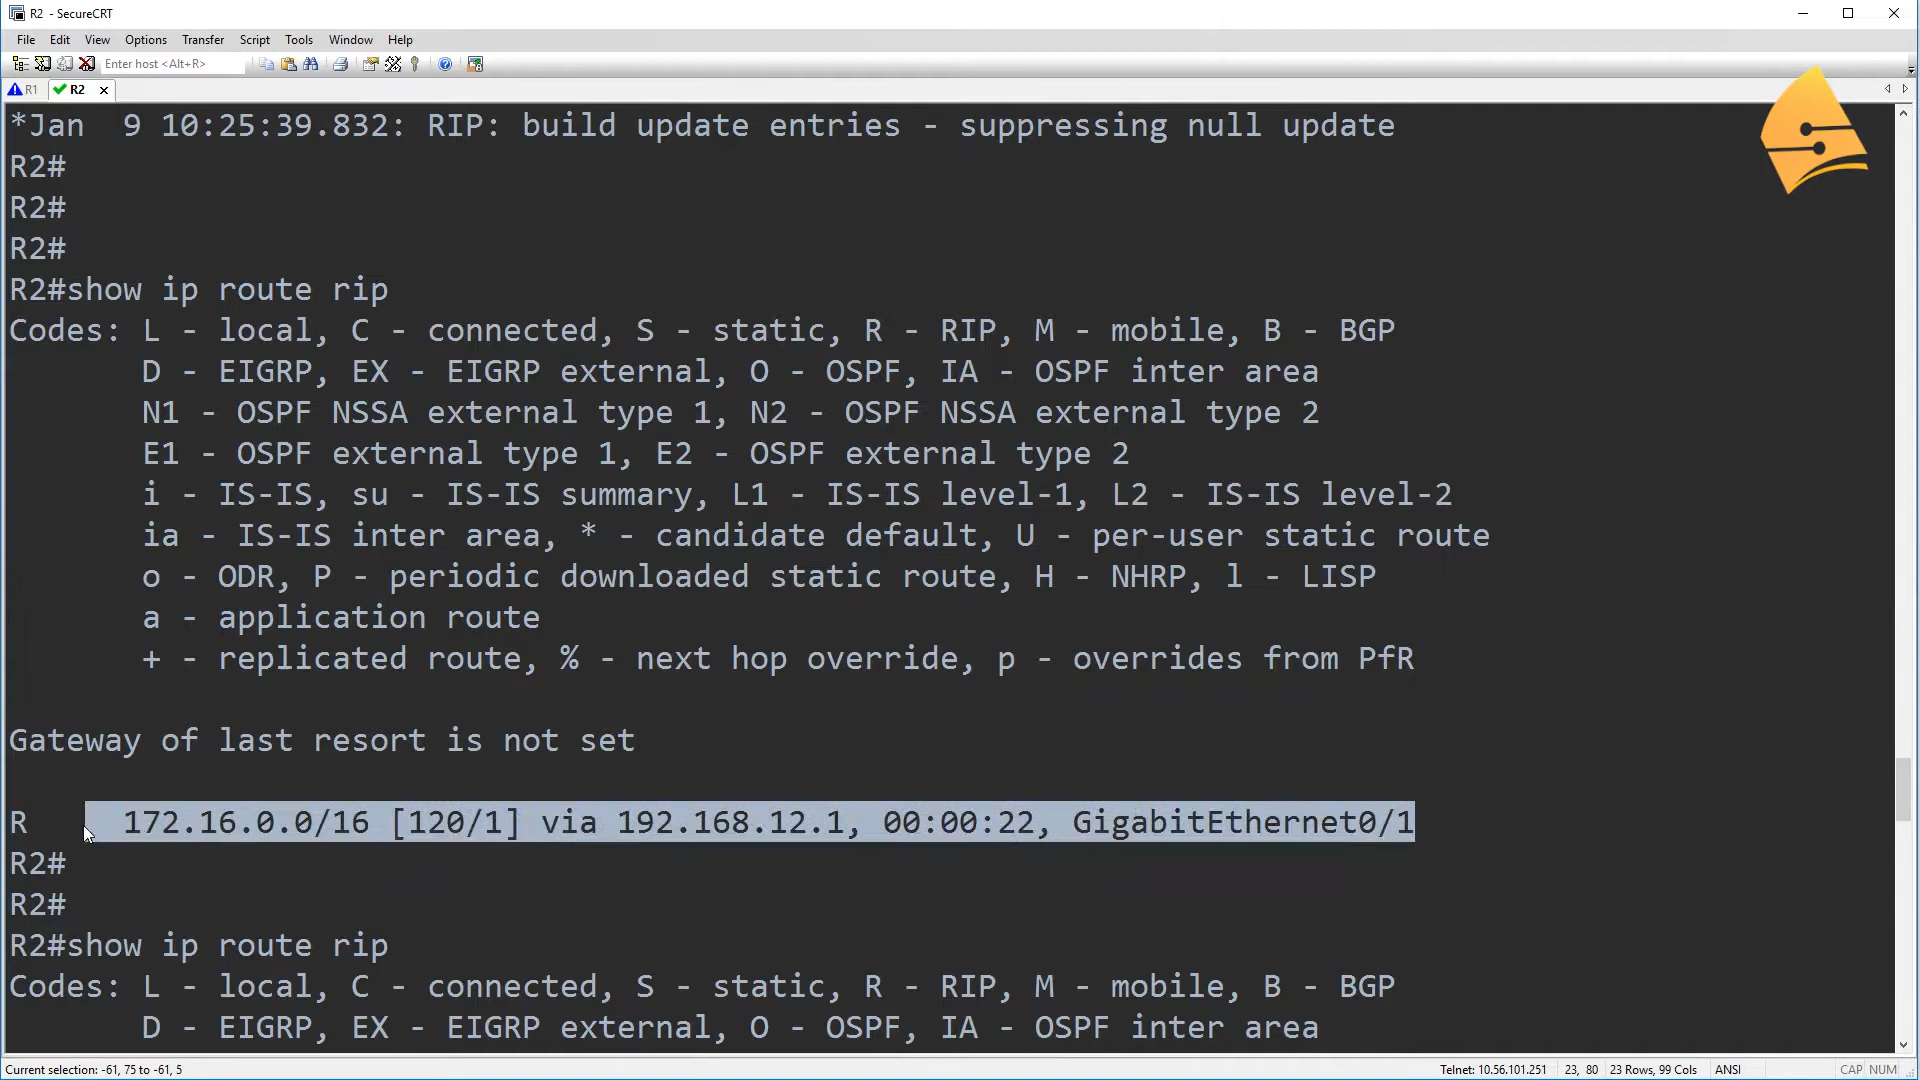 R2 - SecureCRT
File Edit View Options Transfer Script Tools Window Help
Enter host <Alt+R>
R1 R2
*Jan  9 10:25:39.832: RIP: build update entries - suppressing null update
R2#
R2#
R2#
R2#show ip route rip
Codes: L - local, C - connected, S - static, R - RIP, M - mobile, B - BGP
D - EIGRP, EX - EIGRP external, O - OSPF, IA - OSPF inter area
N1 - OSPF NSSA external type 1, N2 - OSPF NSSA external type 2
E1 - OSPF external type 1, E2 - OSPF external type 2
i - IS-IS, su - IS-IS summary, L1 - IS-IS level-1, L2 - IS-IS level-2
ia - IS-IS inter area, * - candidate default, U - per-user static route
o - ODR, P - periodic downloaded static route, H - NHRP, l - LISP
a - application route
+ - replicated route, % - next hop override, p - overrides from PfR
Gateway of last resort is not set
R     172.16.0.0/16 [120/1] via 192.168.12.1, 00:00:22, GigabitEthernet0/1
R2#
R2#
R2#show ip route rip
Codes: L - local, C - connected, S - static, R - RIP, M - mobile, B - BGP
D - EIGRP, EX - EIGRP external, O - OSPF, IA - OSPF inter area
Current selection: -61, 75 to -61, 5 Telnet: 10.56.101.251 23, 80 23 Rows, 99 Cols ANSI CAP NUM